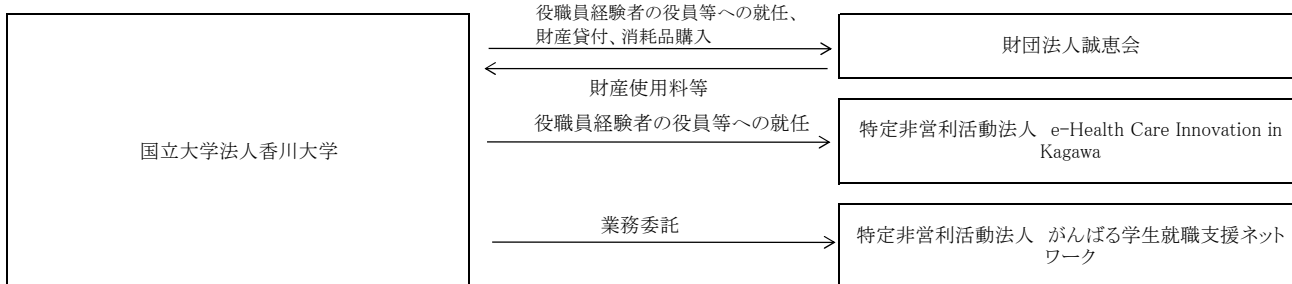 役職員経験者の役員等への就任、
財産貸付、消耗品購入
財団法人誠恵会
財産使用料等
国立大学法人香川大学
役職員経験者の役員等への就任
特定非営利活動法人 e-Health Care Innovation in
Kagawa
業務委託
特定非営利活動法人 がんばる学生就職支援ネット
ワーク